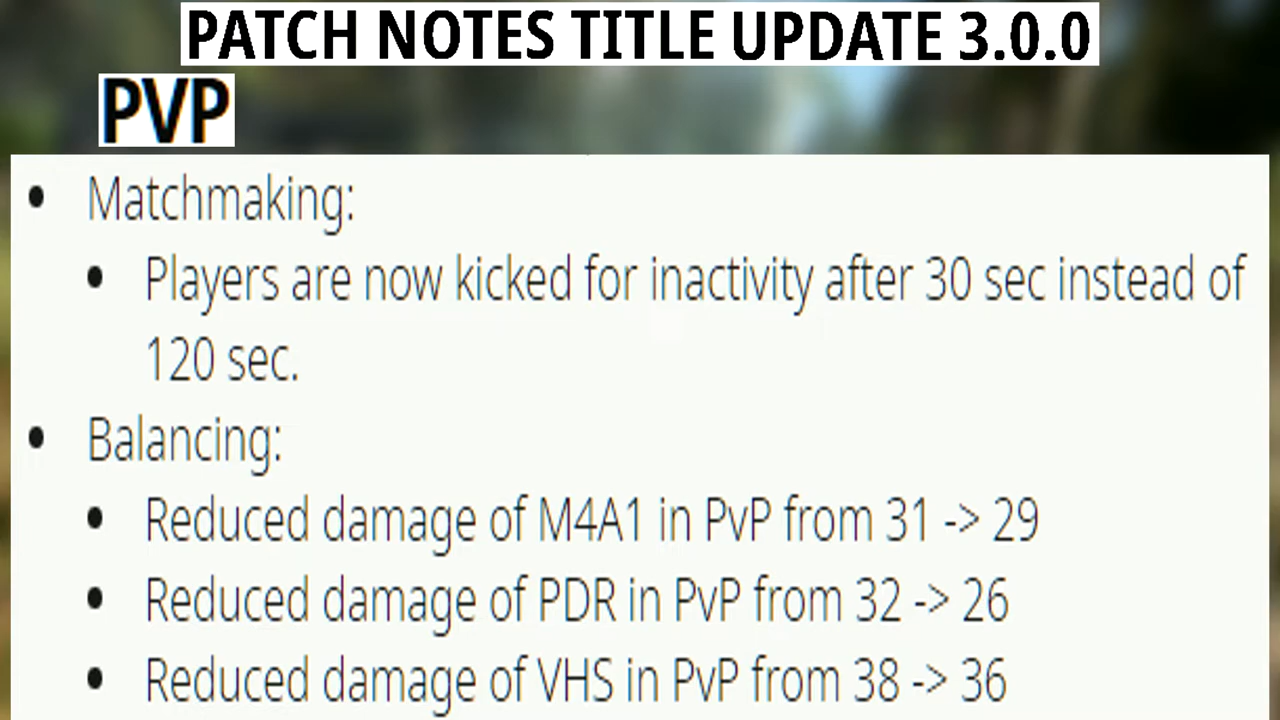 PATCH NOTES TITLE UPDATE 3.0.0
PVP
• Matchmaking:
• Players are now kicked for inactivity after 30 sec instead of
120 sec.
• Balancing:
• Reduced damage of M4A1 in PvP from 31 -> 29
• Reduced damage of PDR in PvP from 32 -> 26
• Reduced damage of VHS in PvP from 38 -> 36